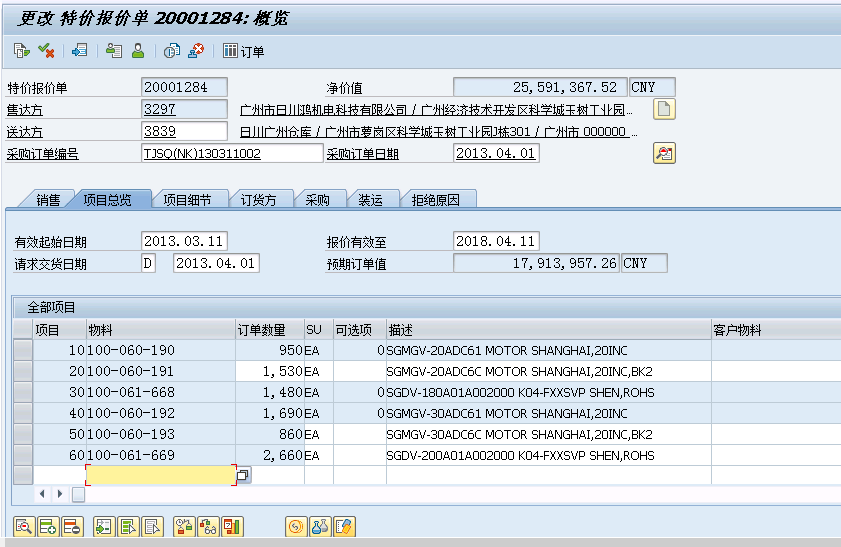 更改 特价报价单 20001284: 概览
订单
特价报价单 20001284 净价值 25,591,367.52 CNY
售达方 3297 广州市日川鸿机电科技有限公司 / 广州经济技术开发区科学城玉树工业园…
送达方 3839 日川广州仓库 / 广州市萝岗区科学城玉树工业园J栋301 / 广州市 000000 …
采购订单编号 TJSQ(NK)130311002 采购订单日期 2013.04.01
销售 项目总览 项目细节 订货方 采购 装运 拒绝原因
有效起始日期 2013.03.11 报价有效至 2018.04.11
请求交货日期 D 2013.04.01 预期订单值 17,913,957.26 CNY
全部项目
项目 物料 订单数量 SU 可选项 描述 客户物料
10 100-060-190 950 EA 0 SGMGV-20ADC61 MOTOR SHANGHAI,20INC
20 100-060-191 1,530 EA SGMGV-20ADC6C MOTOR SHANGHAI,20INC,BK2
30 100-061-668 1,480 EA 0 SGDV-180A01A002000 K04-FXXSVP SHEN,ROHS
40 100-060-192 1,690 EA 0 SGMGV-30ADC61 MOTOR SHANGHAI,20INC
50 100-060-193 860 EA SGMGV-30ADC6C MOTOR SHANGHAI,20INC,BK2
60 100-061-669 2,660 EA SGDV-200A01A002000 K04-FXXSVP SHEN,ROHS